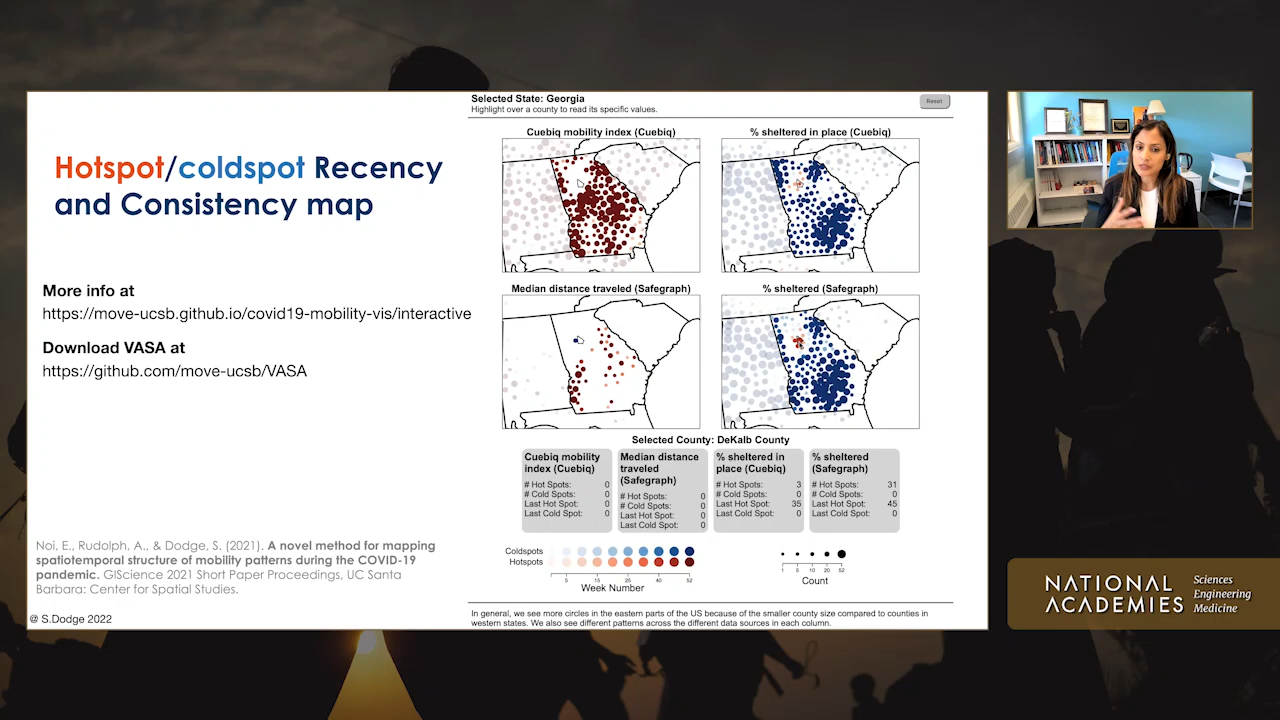 Hotspot/coldspot Recency
and Consistency map
More info at
https://move-ucsb.github.io/covid19-mobility-vis/interactive
Download VASA at
https://github.com/move-ucsb/VASA
Noi, E., Rudolph, A., & Dodge, S. (2021). A novel method for mapping
spatiotemporal structure of mobility patterns during the COVID-19
pandemic. GIScience 2021 Short Paper Proceedings, UC Santa
Barbara: Center for Spatial Studies.
@ S.Dodge 2022
Selected State: Georgia
Highlight over a county to read its specific values.
Reset
Cuebiq mobility index (Cuebiq)
% sheltered in place (Cuebiq)
Median distance traveled (Safegraph)
% sheltered (Safegraph)
Selected County: DeKalb County
Cuebiq mobility
index (Cuebiq)
# Hot Spots: 0
# Cold Spots: 0
Last Hot Spot: 0
Last Cold Spot: 0
Median distance
traveled
(Safegraph)
# Hot Spots: 0
# Cold Spots: 0
Last Hot Spot: 0
Last Cold Spot: 0
% sheltered in
place (Cuebiq)
# Hot Spots: 3
# Cold Spots: 0
Last Hot Spot: 35
Last Cold Spot: 0
% sheltered
(Safegraph)
# Hot Spots: 31
# Cold Spots: 0
Last Hot Spot: 45
Last Cold Spot: 0
Coldspots
Hotspots
5 15 25 40 52
Week Number
1 5 10 20 52
Count
In general, we see more circles in the eastern parts of the US because of the smaller county size compared to counties in
western states. We also see different patterns across the different data sources in each column.
NATIONAL
ACADEMIES
Sciences
Engineering
Medicine